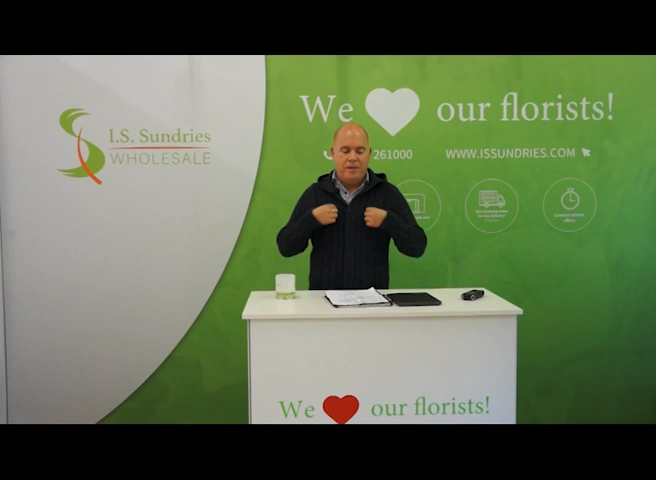 I.S. Sundries
WHOLESALE
We our florists!
261000 WWW.ISSUNDRIES.COM
We our florists!